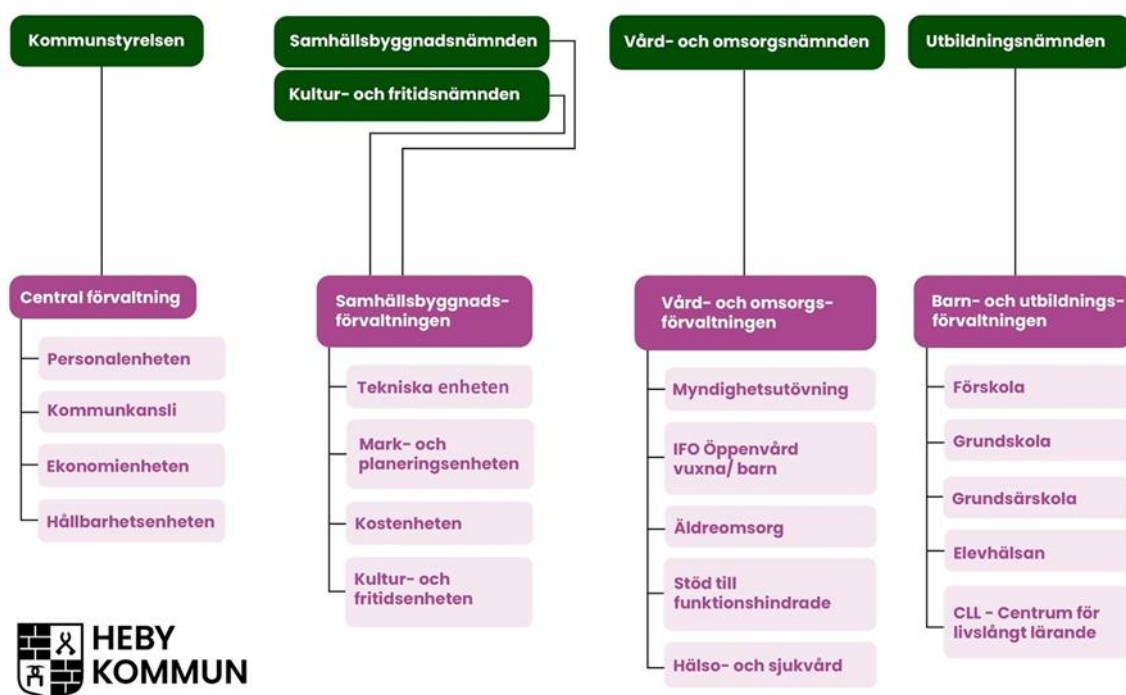 Kommunstyrelsen
Samhällsbyggnadsnämnden
Kultur- och fritidsnämnden
Vård- och omsorgsnämnden
Utbildningsnämnden
Central förvaltning
Personalenheten
Kommunkansli
Ekonomienheten
Hållbarhetsenheten
Samhällsbyggnads-
förvaltningen
Tekniska enheten
Mark- och
planeringsenheten
Kostenheten
Kultur- och
fritidsenheten
Vård- och omsorgs-
förvaltningen
Myndighetsutövning
IFO Öppenvård
vuxna/ barn
Äldreomsorg
Stöd till
funktionshindrade
Hälso- och sjukvård
Barn- och utbildnings-
förvaltningen
Förskola
Grundskola
Grundsärskola
Elevhälsan
CLL - Centrum för
livslångt lärande
HEBY
KOMMUN